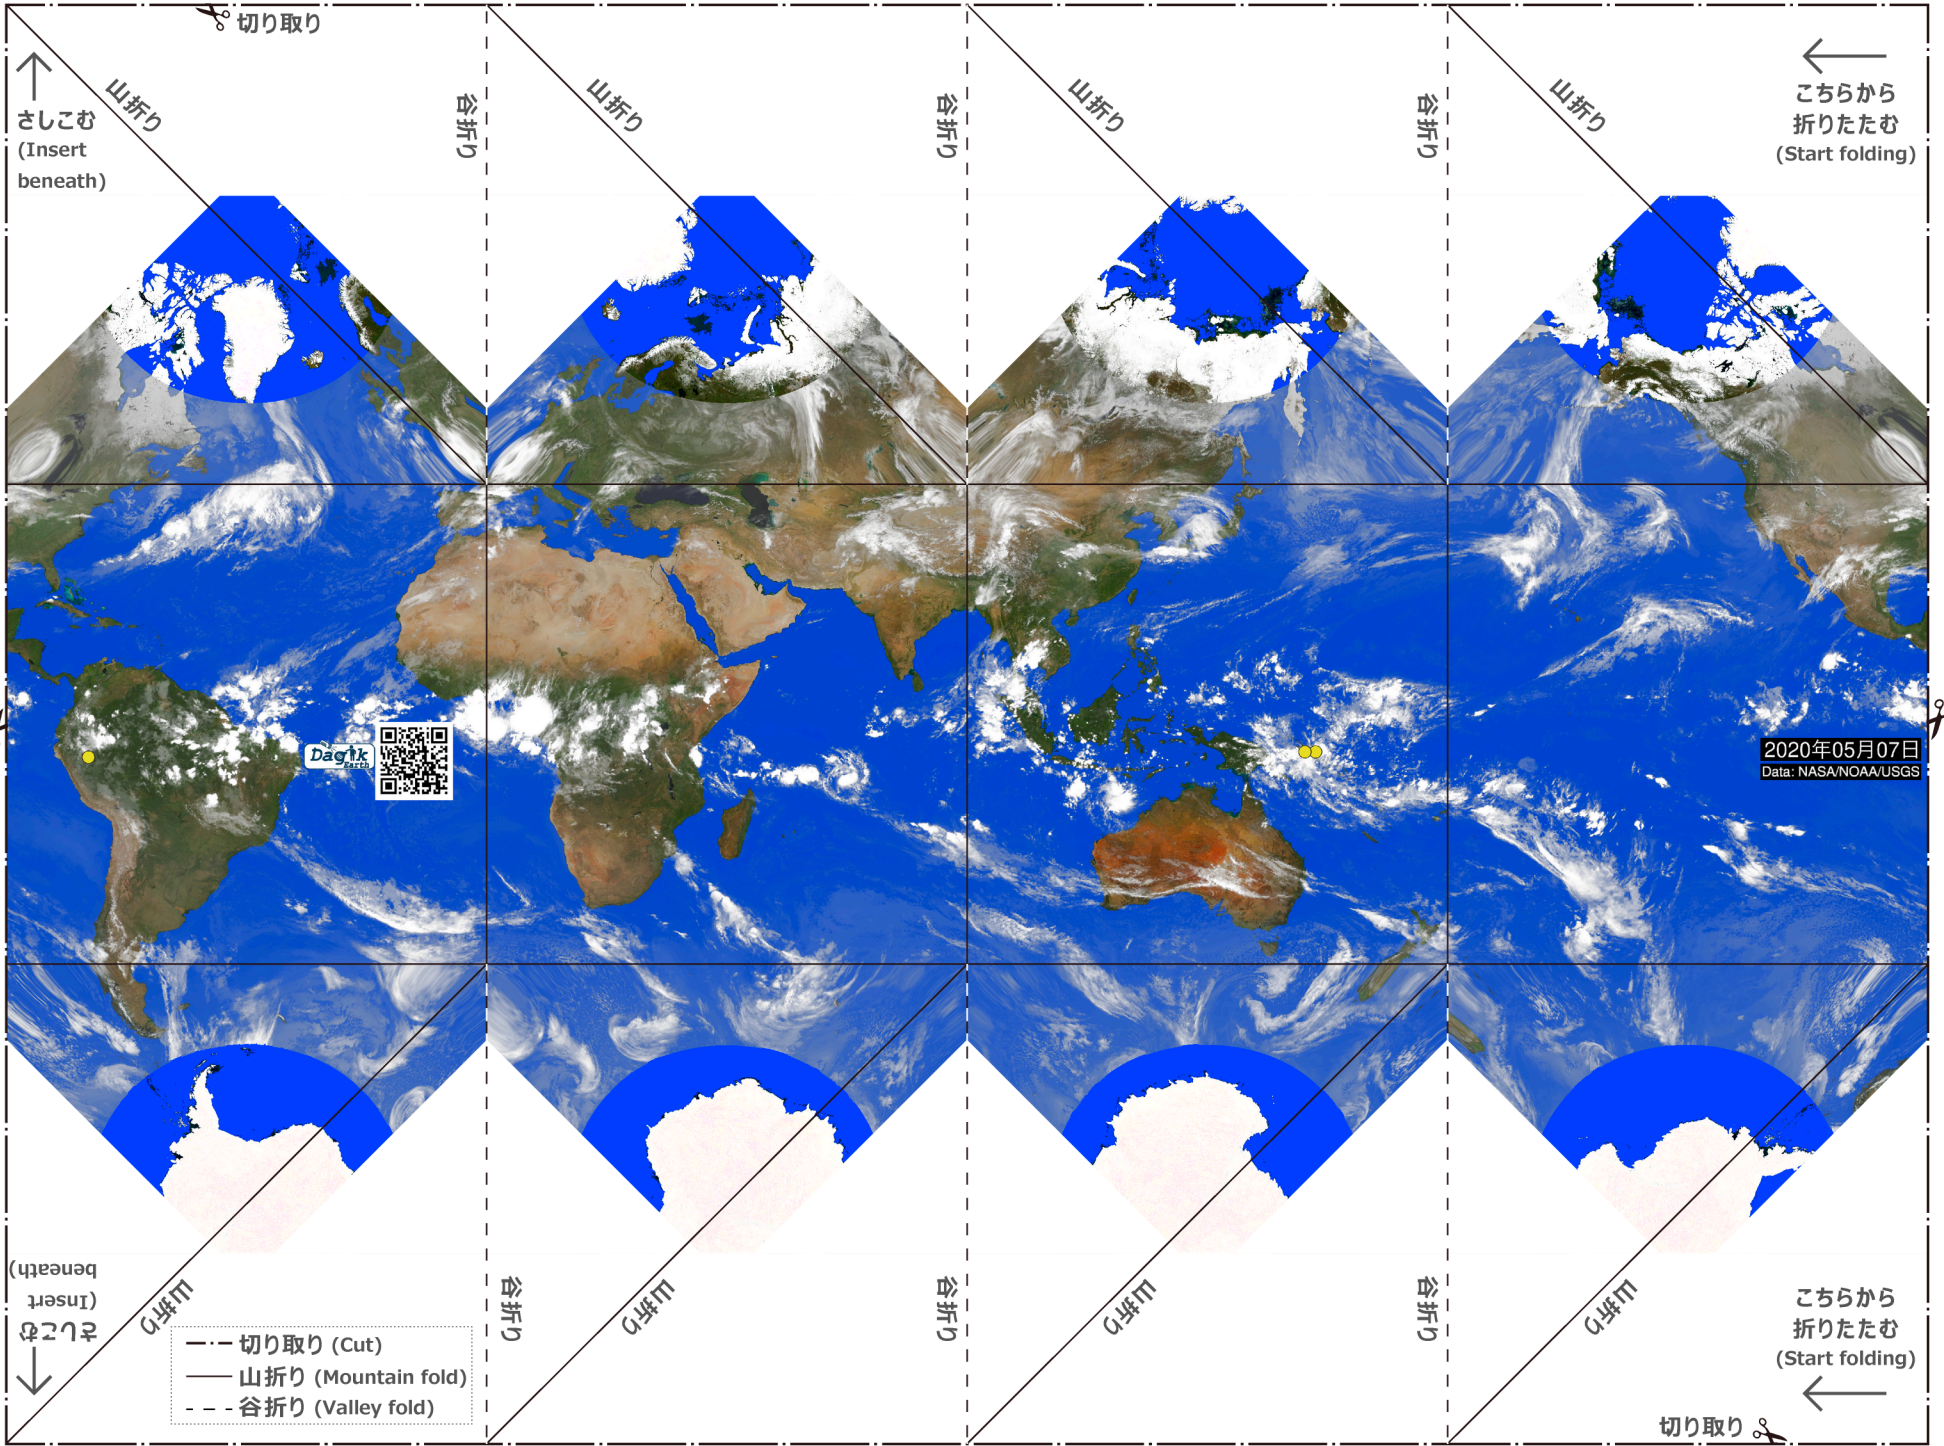 切り取り
山折り
谷折り
山折り
谷折り
山折り
谷折り
山折り
さしこむ
(Insert
beneath)
こちらから
折りたたむ
(Start folding)
Dagik
Earth
2020年05月07日
Data: NASA/NOAA/USGS
さしこむ
(Insert
beneath)
山折り
谷折り
山折り
谷折り
山折り
谷折り
山折り
切り取り (Cut)
山折り (Mountain fold)
谷折り (Valley fold)
こちらから
折りたたむ
(Start folding)
切り取り